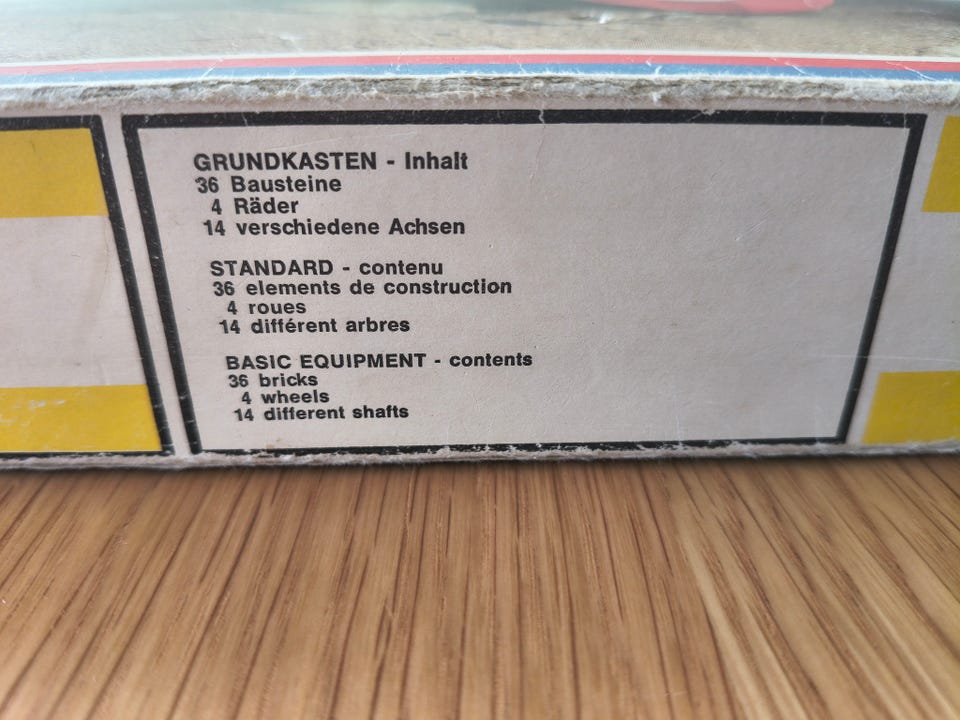 GRUNDKASTEN - Inhalt
36 Bausteine
4 Räder
14 verschiedene Achsen
STANDARD - contenu
36 elements de construction
4 roues
14 différent arbres
BASIC EQUIPMENT - contents
36 bricks
4 wheels
14 different shafts